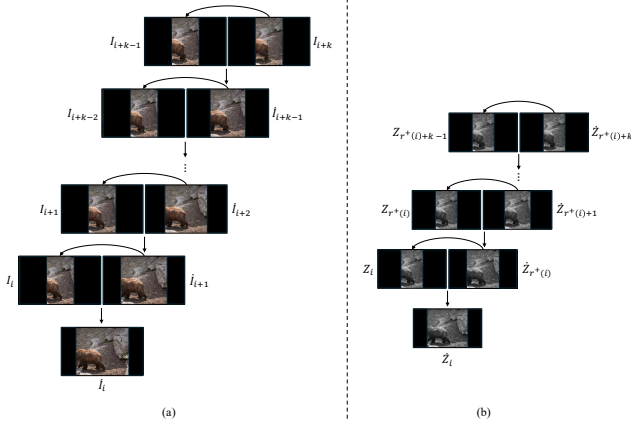 I_{i+k−1} I_{i+k}
I_{i+k−2} İ_{i+k−1}
⋮
I_{i+1} İ_{i+2}
I_i İ_{i+1}
İ_i
(a)
Z_{r⁺(i)+k−1} Ż_{r⁺(i)+k}
⋮
Z_{r⁺(i)} Ż_{r⁺(i)+1}
Z_i Ż_{r⁺(i)}
Ż_i
(b)